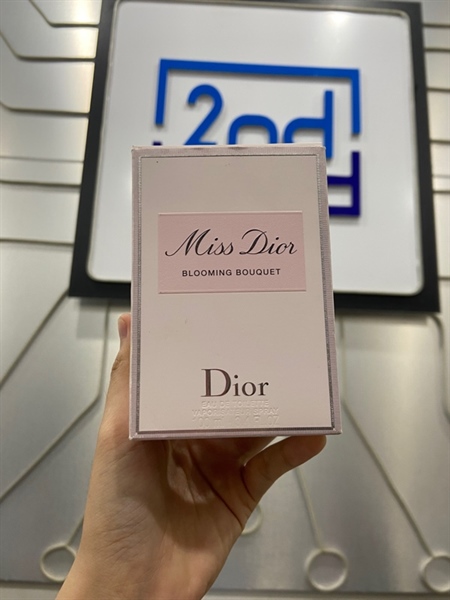 2nd
Miss Dior
BLOOMING BOUQUET
Dior
EAU DE TOILETTE